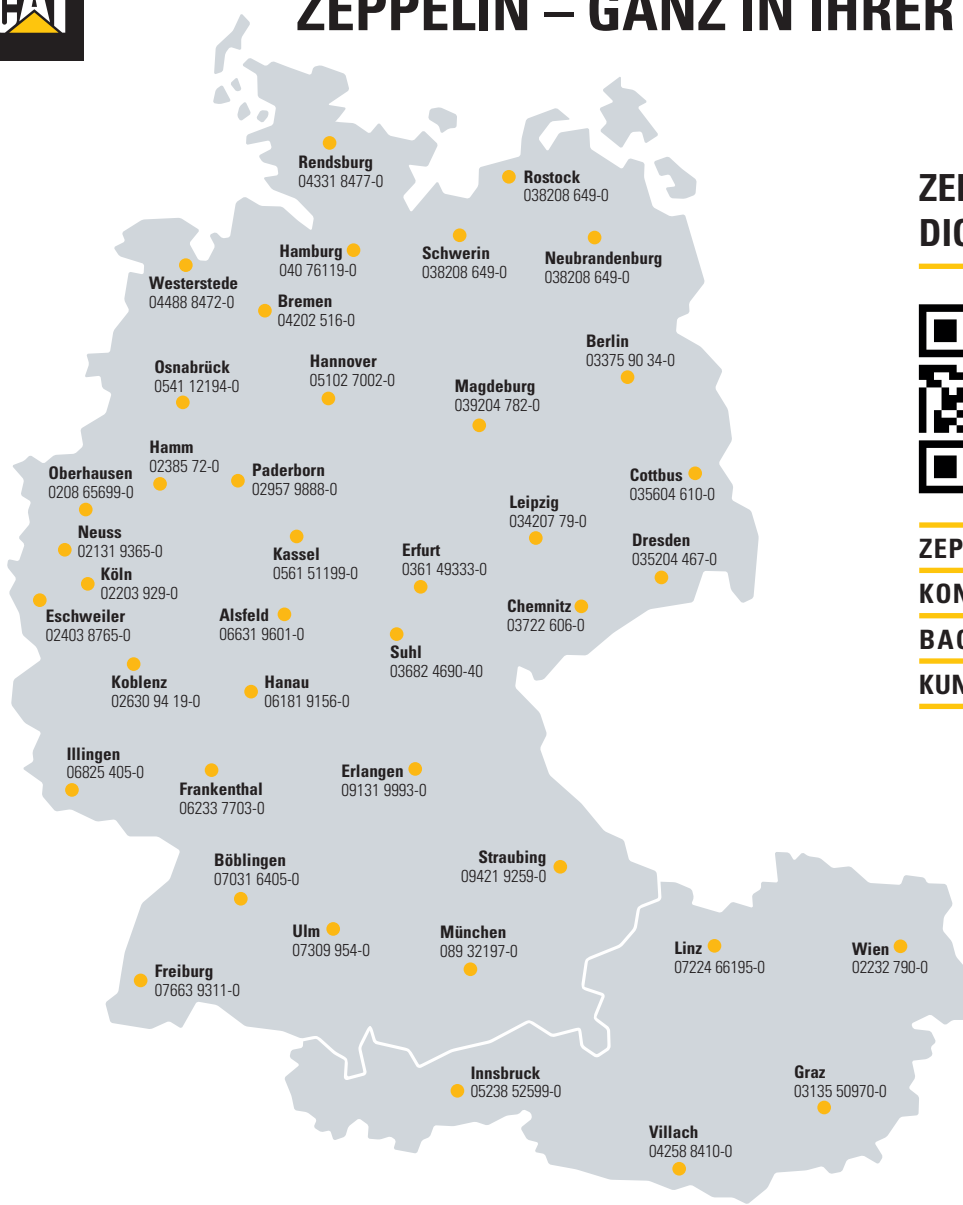 ZEPPELIN – GANZ IN IHRER
Rendsburg
04331 8477-0
Rostock
038208 649-0
Hamburg
040 76119-0
Schwerin
038208 649-0
Neubrandenburg
038208 649-0
Westerstede
04488 8472-0
Bremen
04202 516-0
Berlin
03375 90 34-0
Osnabrück
0541 12194-0
Hannover
05102 7002-0
Magdeburg
039204 782-0
Hamm
02385 72-0
Oberhausen
0208 65699-0
Paderborn
02957 9888-0
Cottbus
035604 610-0
Leipzig
034207 79-0
Neuss
02131 9365-0
Kassel
0561 51199-0
Erfurt
0361 49333-0
Dresden
035204 467-0
Köln
02203 929-0
Eschweiler
02403 8765-0
Alsfeld
06631 9601-0
Chemnitz
03722 606-0
Suhl
03682 4690-40
Koblenz
02630 94 19-0
Hanau
06181 9156-0
Illingen
06825 405-0
Frankenthal
06233 7703-0
Erlangen
09131 9993-0
Böblingen
07031 6405-0
Straubing
09421 9259-0
Ulm
07309 954-0
München
089 32197-0
Freiburg
07663 9311-0
Linz
07224 66195-0
Wien
02232 790-0
Innsbruck
05238 52599-0
Graz
03135 50970-0
Villach
04258 8410-0
ZEP
KON
KUN